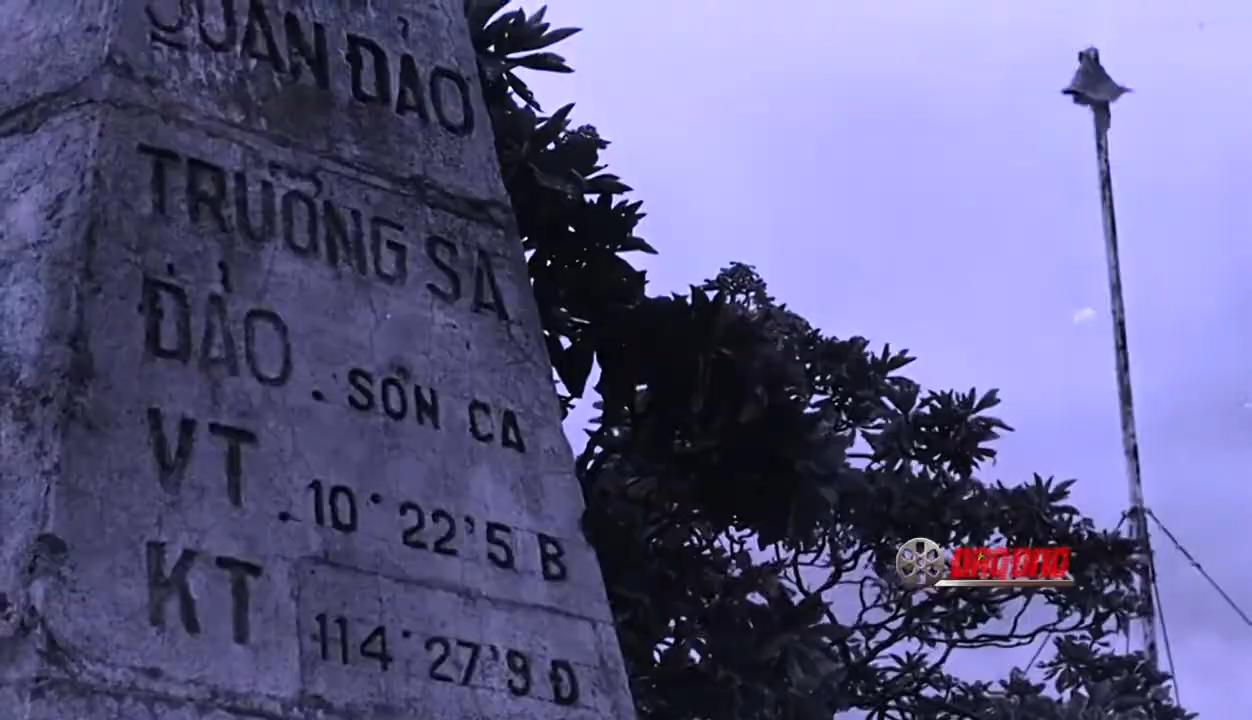 QUẦN ĐẢO
TRƯỜNG SA
ĐẢO . SƠN CA
VT . 10° 22'5 B
KT 114° 27'9 Đ